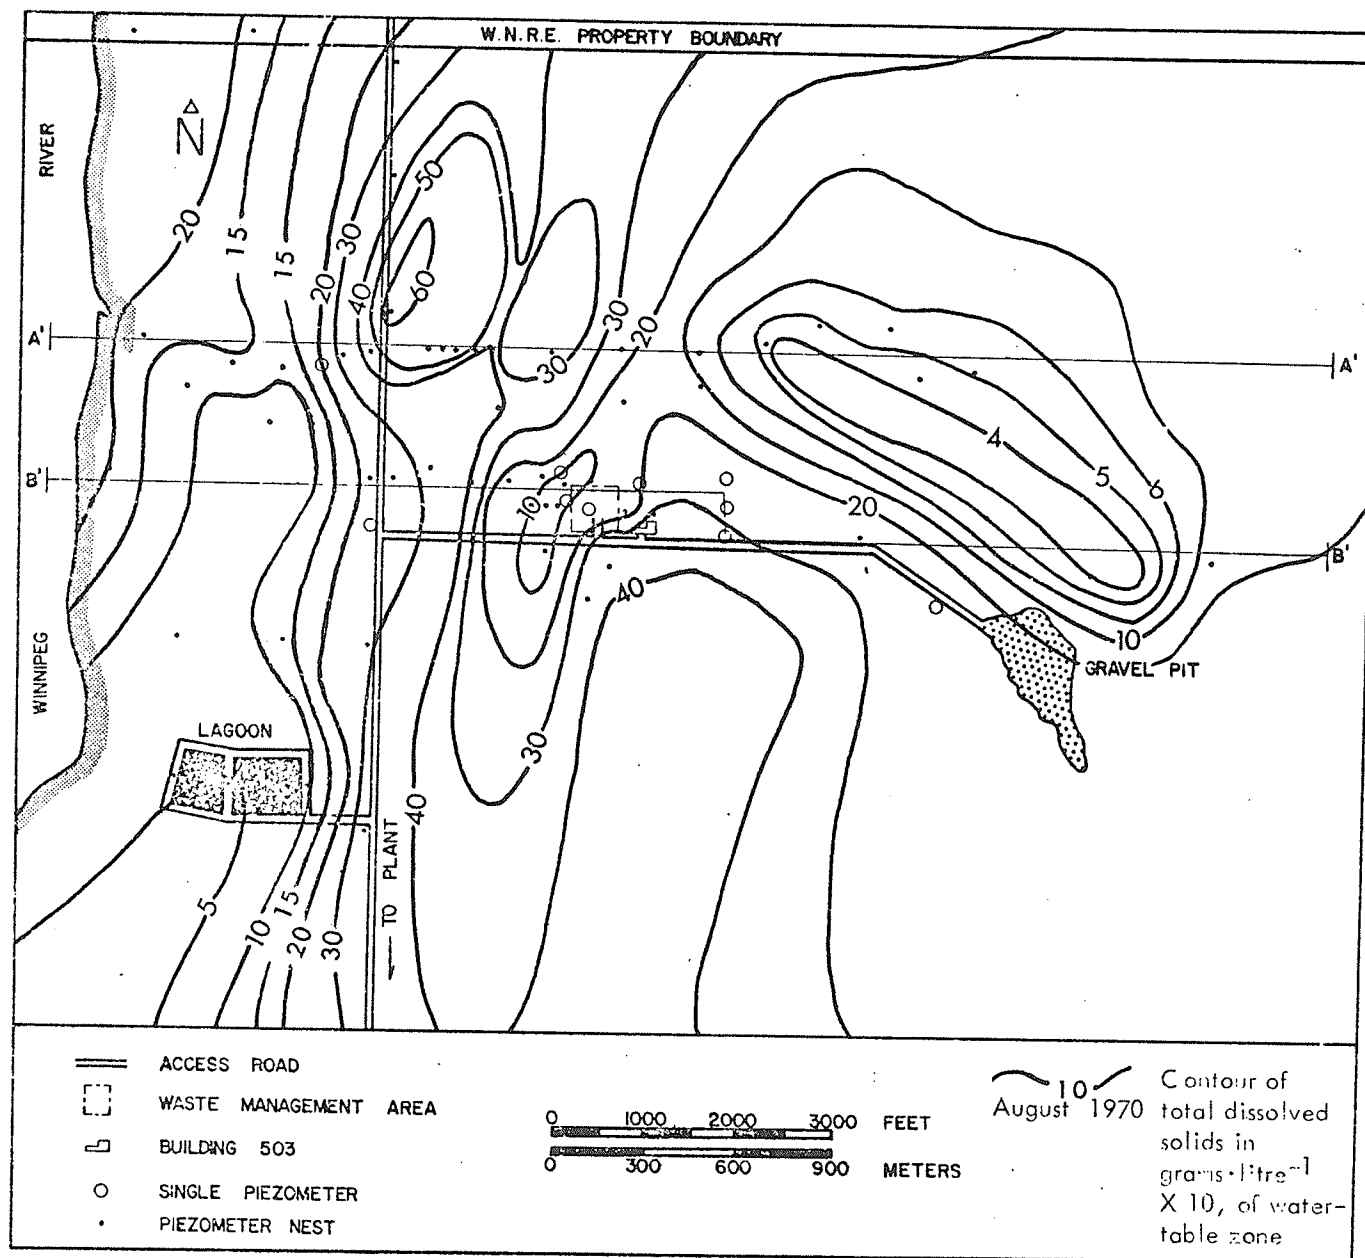 W.N.R.E. PROPERTY BOUNDARY
RIVER
N
20
15
15
20
30
40
50
60
30
30
20
A'
A'
4
5
6
B'
10
20
B'
40
10
WINNIPEG
GRAVEL PIT
LAGOON
30
40
TO PLANT
5
10
15
20
30
ACCESS ROAD
WASTE MANAGEMENT AREA
BUILDING 503
SINGLE PIEZOMETER
PIEZOMETER NEST
0 1000 2000 3000 FEET
0 300 600 900 METERS
10
August 1970
Contour of
total dissolved
solids in
grams·litre-1
X 10, of water-
table zone